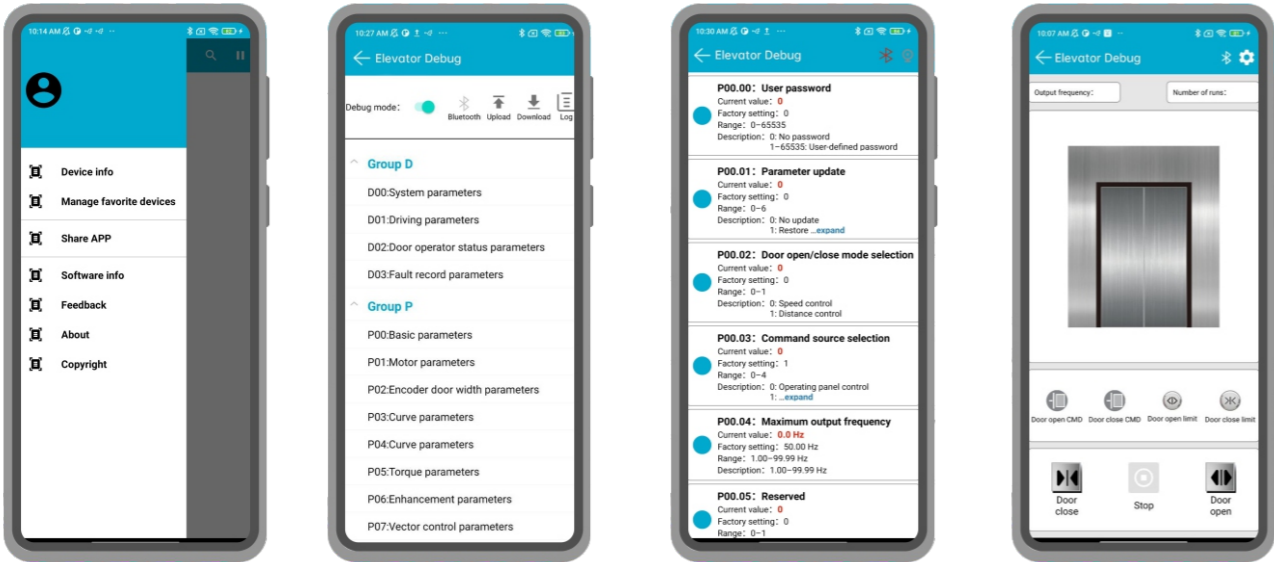 10:14 AM
Device info
Manage favorite devices
Share APP
Software info
Feedback
About
Copyright
10:27 AM
Elevator Debug
Debug mode:
Bluetooth Upload Download Log
Group D
D00:System parameters
D01:Driving parameters
D02:Door operator status parameters
D03:Fault record parameters
Group P
P00:Basic parameters
P01:Motor parameters
P02:Encoder door width parameters
P03:Curve parameters
P04:Curve parameters
P05:Torque parameters
P06:Enhancement parameters
P07:Vector control parameters
10:30 AM
Elevator Debug
P00.00: User password
Current value: 0
Factory setting: 0
Range: 0-65535
Description: 0: No password
1-65535: User-defined password
P00.01: Parameter update
Current value: 0
Factory setting: 0
Range: 0-6
Description: 0: No update
1: Restore ...expand
P00.02: Door open/close mode selection
Current value: 0
Factory setting: 0
Range: 0-1
Description: 0: Speed control
1: Distance control
P00.03: Command source selection
Current value: 0
Factory setting: 1
Range: 0-4
Description: 0: Operating panel control
1: ...expand
P00.04: Maximum output frequency
Current value: 0.0 Hz
Factory setting: 50.00 Hz
Range: 1.00-99.99 Hz
Description: 1.00-99.99 Hz
P00.05: Reserved
Current value: 0
Factory setting: 0
Range: 0-1
10:07 AM
Elevator Debug
Output frequency: Number of runs:
Door open CMD Door close CMD Door open limit Door close limit
Door close
Stop
Door open